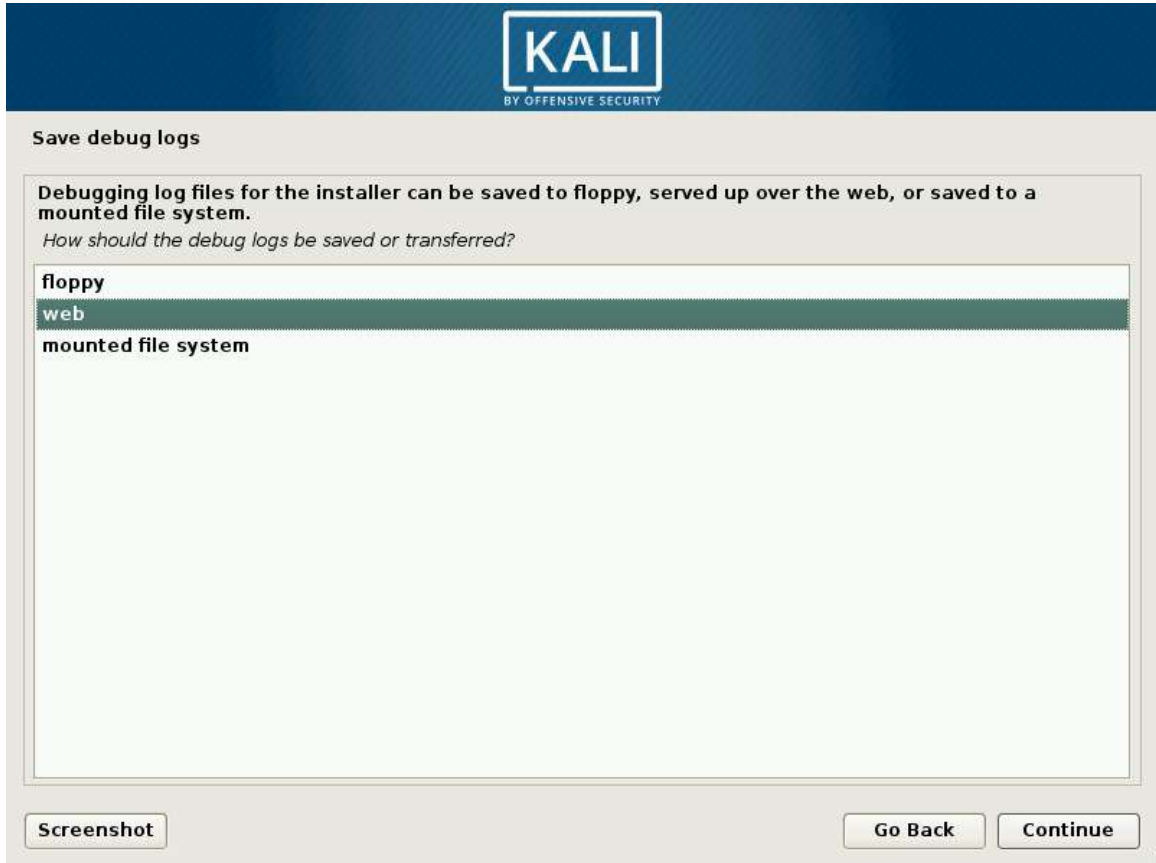 KALI
BY OFFENSIVE SECURITY
Save debug logs
Debugging log files for the installer can be saved to floppy, served up over the web, or saved to a
mounted file system.
How should the debug logs be saved or transferred?
floppy
web
mounted file system
Screenshot
Go Back
Continue